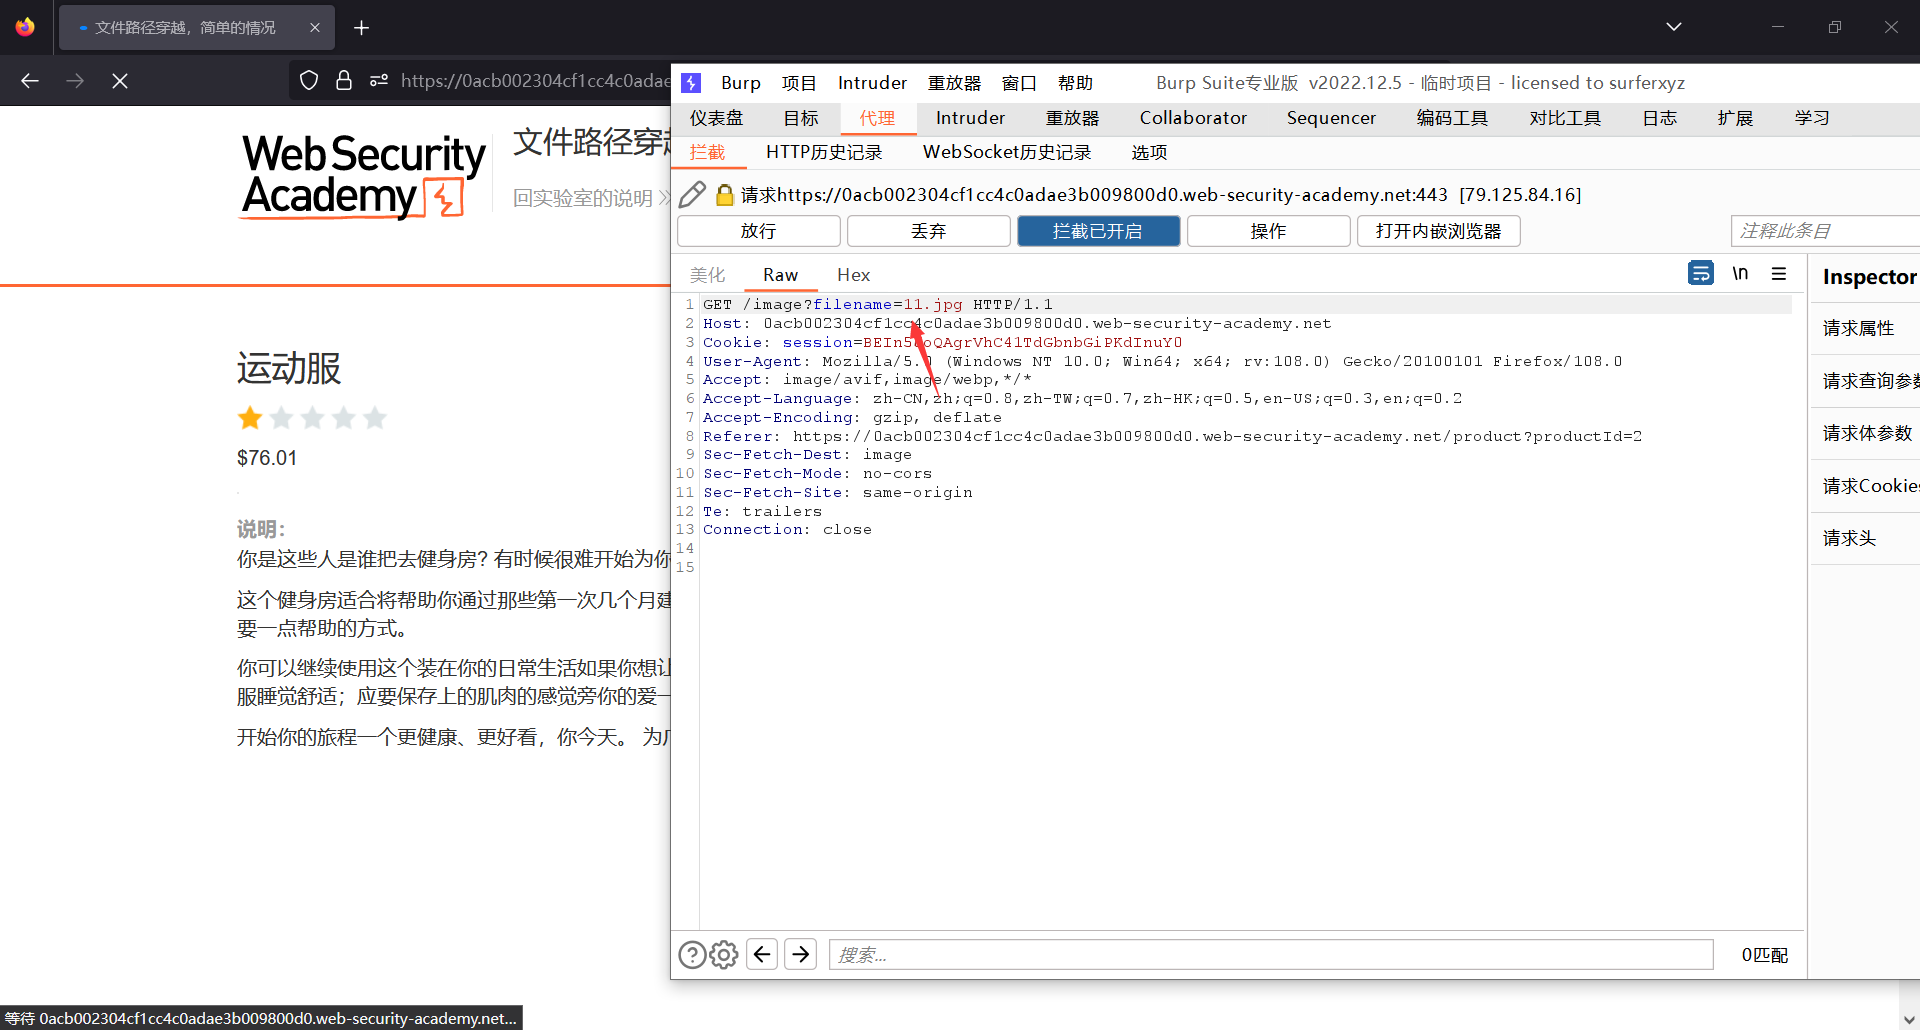 文件路径穿越，简单的情况
https://0acb002304cf1cc4c0adae
Web Security
Academy
文件路径穿越
回实验室的说明
运动服
$76.01
说明：
你是这些人是谁把去健身房? 有时候很难开始为你
这个健身房适合将帮助你通过那些第一次几个月建
要一点帮助的方式。
你可以继续使用这个装在你的日常生活如果你想让
服睡觉舒适；应要保存上的肌肉的感觉旁你的爱一
开始你的旅程一个更健康、更好看，你今天。 为
等待 0acb002304cf1cc4c0adae3b009800d0.web-security-academy.net...
Burp 项目 Intruder 重放器 窗口 帮助 Burp Suite专业版 v2022.12.5 - 临时项目 - licensed to surferxyz
仪表盘 目标 代理 Intruder 重放器 Collaborator Sequencer 编码工具 对比工具 日志 扩展 学习
拦截 HTTP历史记录 WebSocket历史记录 选项
请求https://0acb002304cf1cc4c0adae3b009800d0.web-security-academy.net:443 [79.125.84.16]
放行 丢弃 拦截已开启 操作 打开内嵌浏览器 注释此条目
美化 Raw Hex \n
1 GET /image?filename=11.jpg HTTP/1.1
2 Host: 0acb002304cf1cc4c0adae3b009800d0.web-security-academy.net
3 Cookie: session=BEIn5 oQAgrVhC41TdGbnbGiPKdInuY0
4 User-Agent: Mozilla/5.0 (Windows NT 10.0; Win64; x64; rv:108.0) Gecko/20100101 Firefox/108.0
5 Accept: image/avif,image/webp,*/*
6 Accept-Language: zh-CN,zh;q=0.8,zh-TW;q=0.7,zh-HK;q=0.5,en-US;q=0.3,en;q=0.2
7 Accept-Encoding: gzip, deflate
8 Referer: https://0acb002304cf1cc4c0adae3b009800d0.web-security-academy.net/product?productId=2
9 Sec-Fetch-Dest: image
10 Sec-Fetch-Mode: no-cors
11 Sec-Fetch-Site: same-origin
12 Te: trailers
13 Connection: close
14
15
Inspector
请求属性
请求查询参数
请求体参数
请求Cookies
请求头
搜索...
0匹配